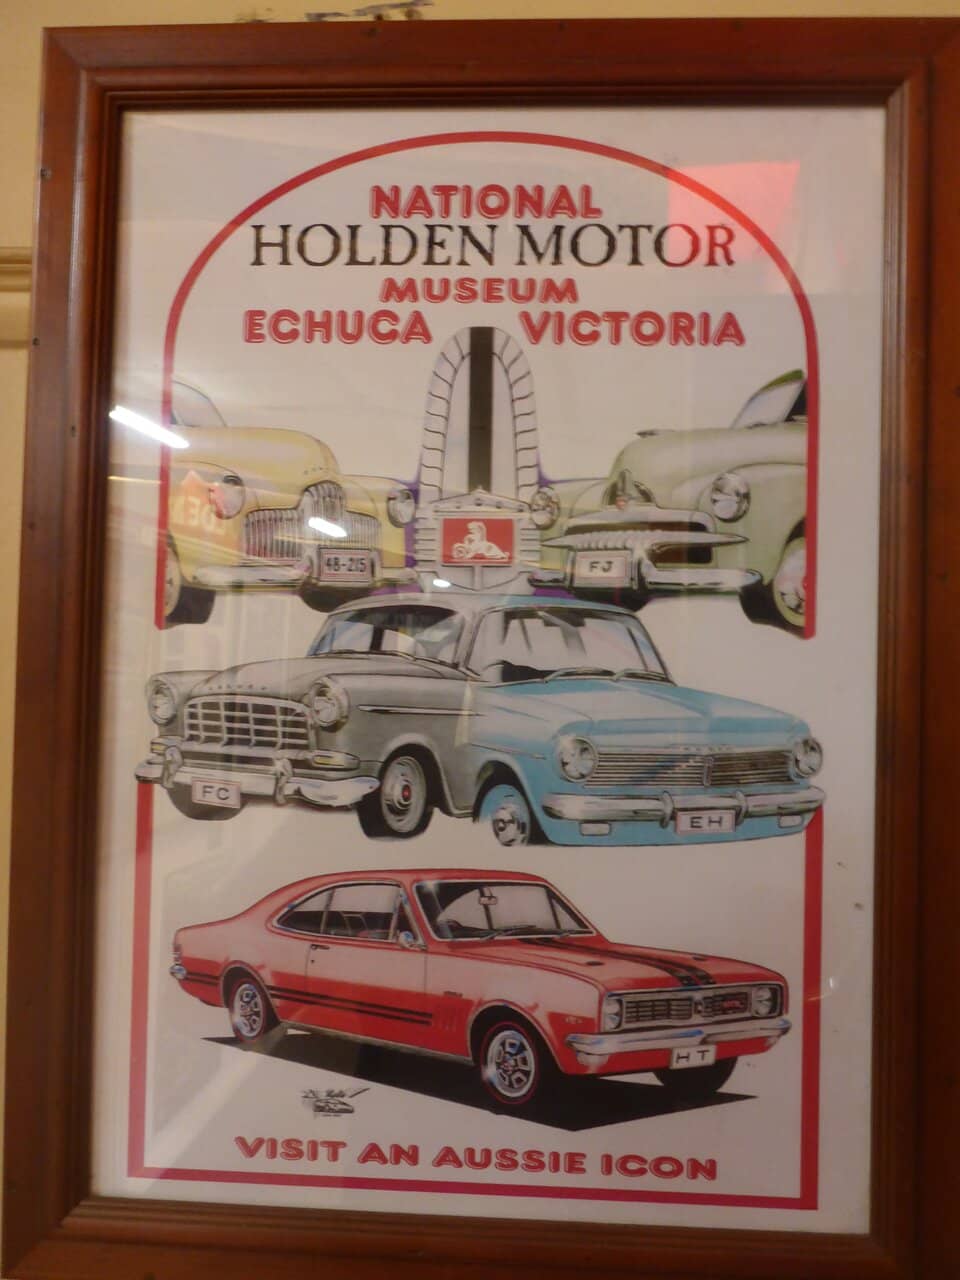 NATIONAL
HOLDEN MOTOR
MUSEUM
ECHUCA VICTORIA
48-215
FJ
FC
EH
HT
VISIT AN AUSSIE ICON